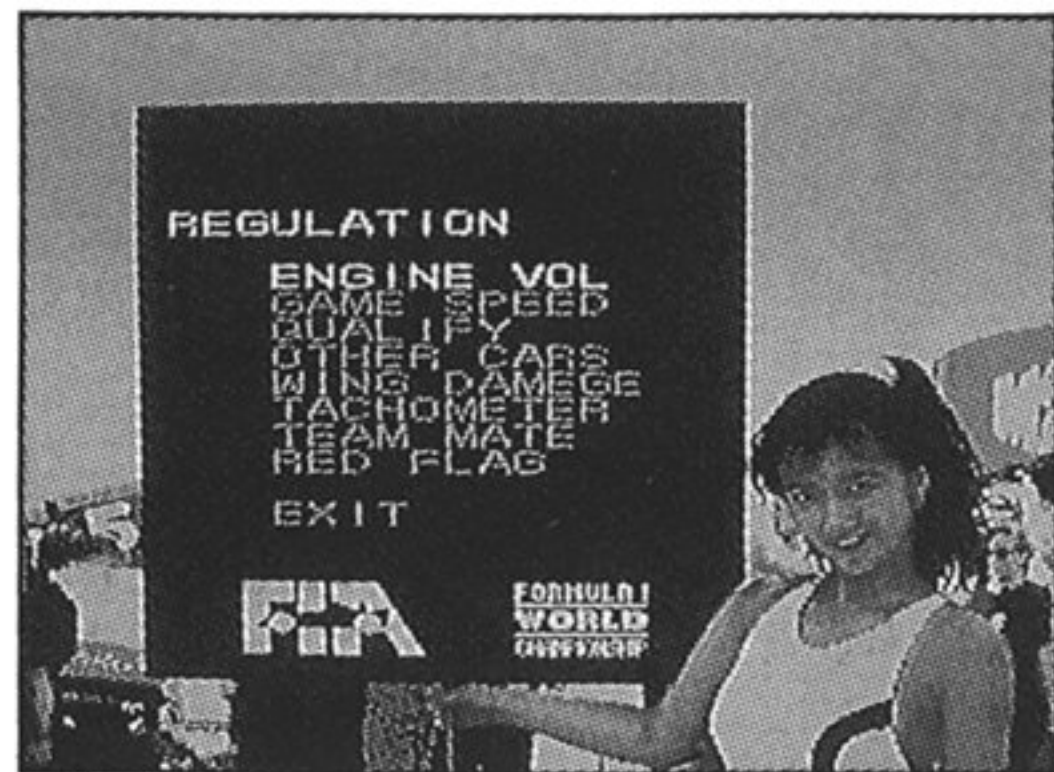 REGULATION
ENGINE VOL
GAME SPEED
QUALIFY
OTHER CARS
WING DAMEGE
TACHOMETER
TEAM MATE
RED FLAG
EXIT
FIA
FORMULA 1
WORLD
CHAMPIONSHIP